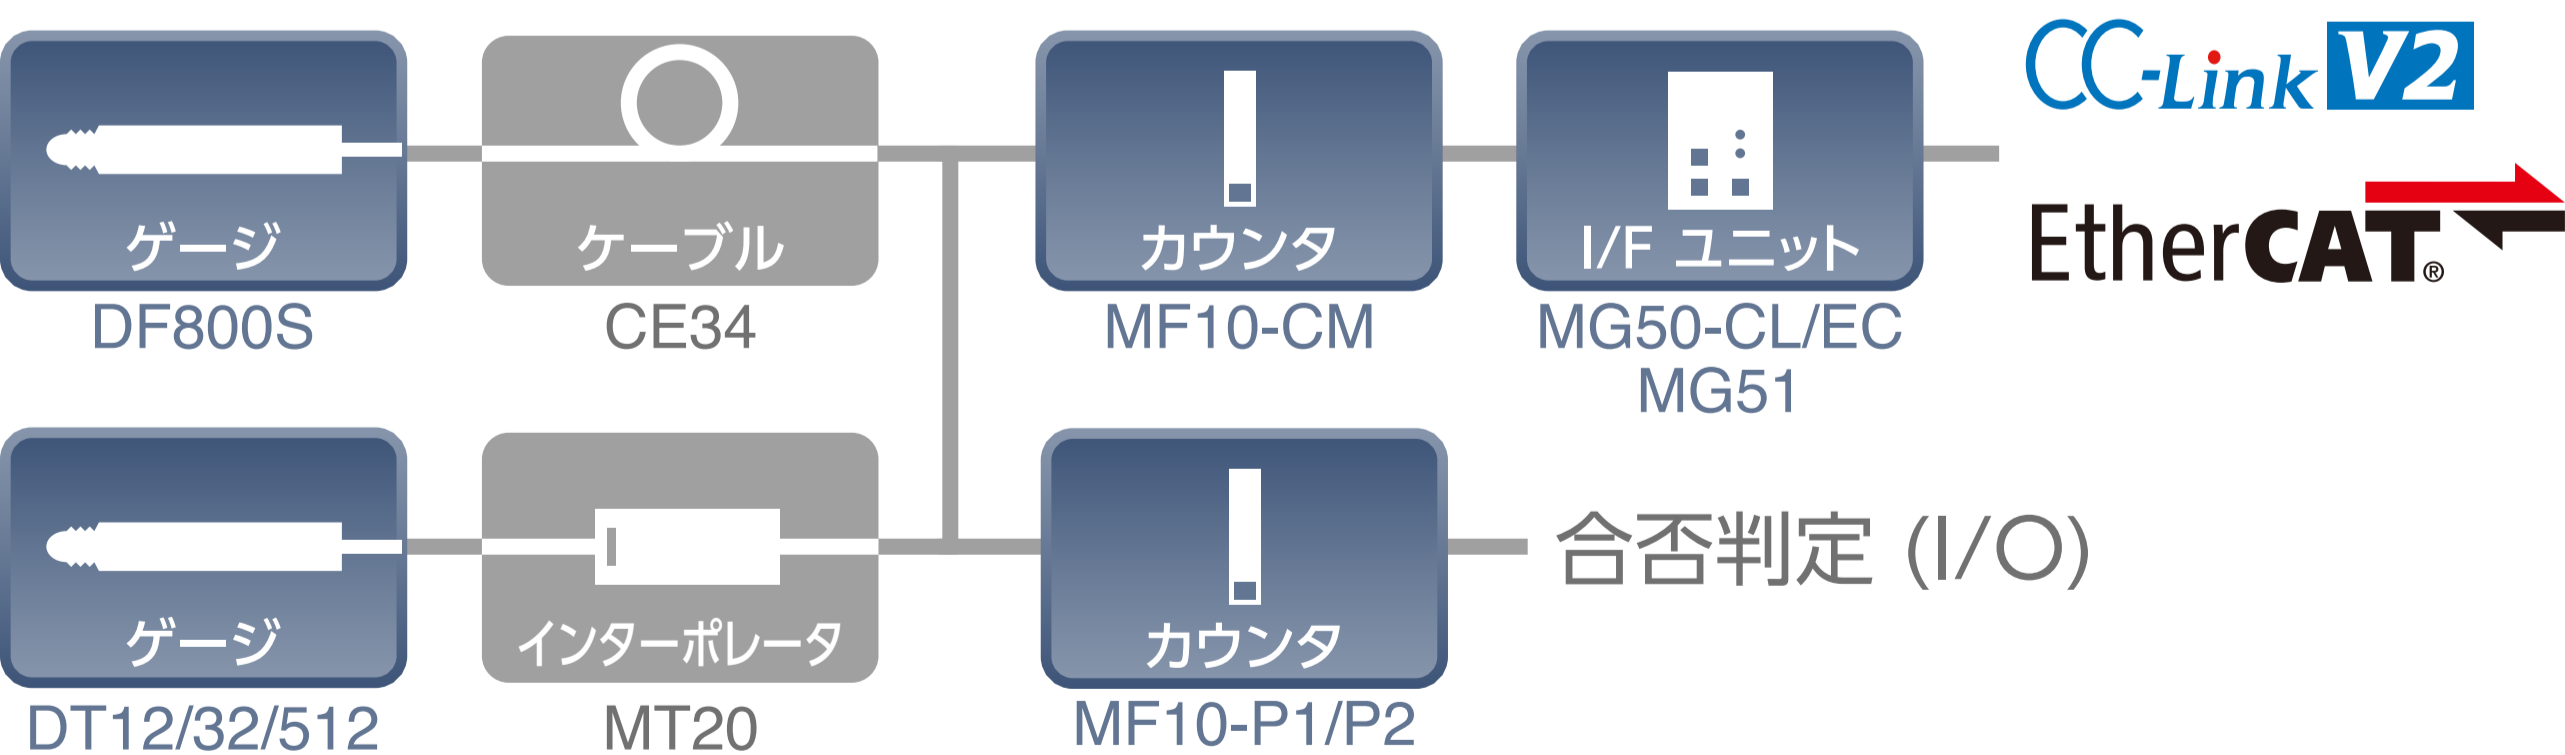 ゲージ
DF800S
ケーブル
CE34
カウンタ
MF10-CM
I/F ユニット
MG50-CL/EC
MG51
CC-Link V2
EtherCAT®
ゲージ
DT12/32/512
インターポレータ
MT20
カウンタ
MF10-P1/P2
合否判定 (I/O)